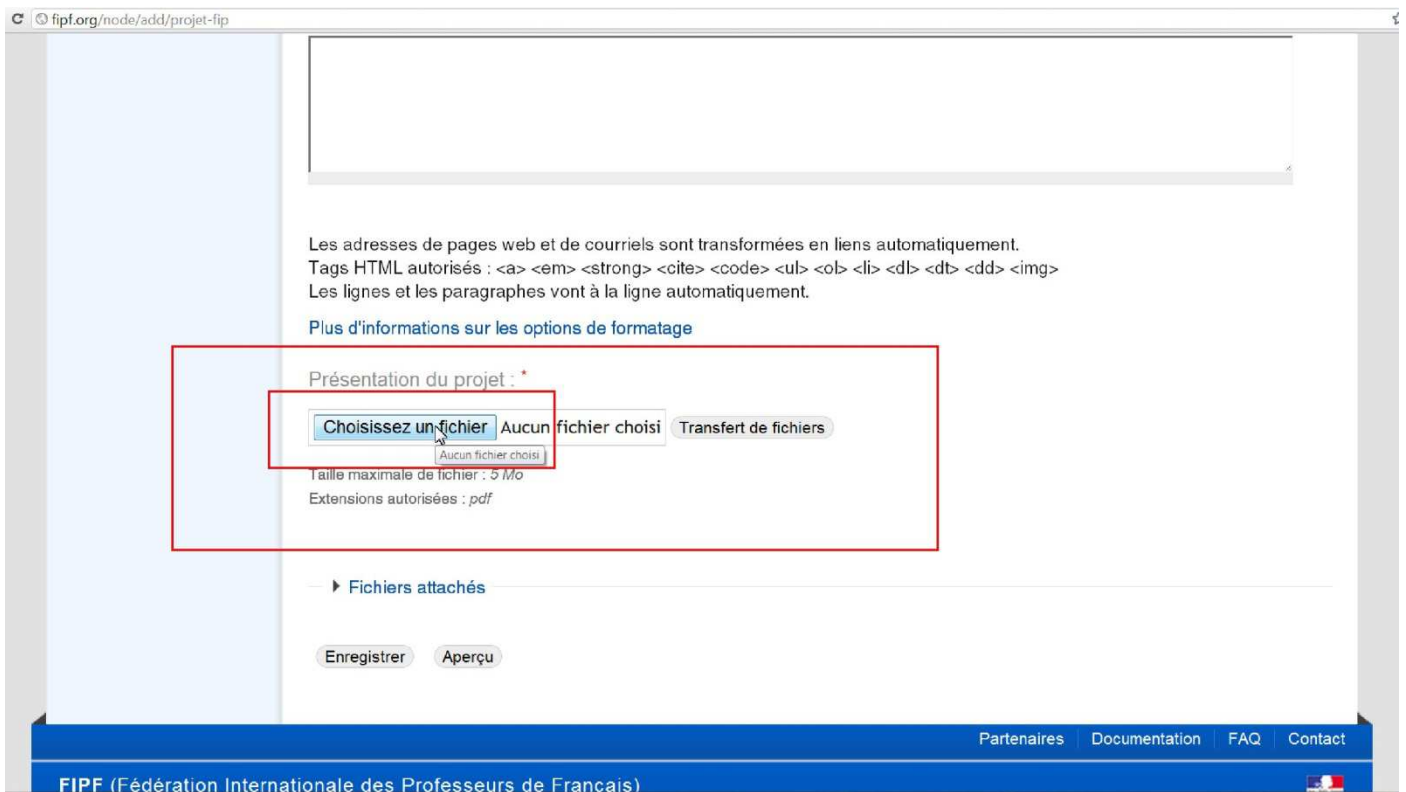 fipf.org/node/add/projet-fip
Les adresses de pages web et de courriels sont transformées en liens automatiquement.
Tags HTML autorisés : <a> <em> <strong> <cite> <code> <ul> <ol> <li> <dl> <dt> <dd> <img>
Les lignes et les paragraphes vont à la ligne automatiquement.
Plus d'informations sur les options de formatage
Présentation du projet : *
Choisissez un fichier Aucun fichier choisi Transfert de fichiers
Aucun fichier choisi
Taille maximale de fichier : 5 Mo
Extensions autorisées : pdf
Fichiers attachés
Enregistrer Aperçu
Partenaires Documentation FAQ Contact
FIPF (Fédération Internationale des Professeurs de Français)